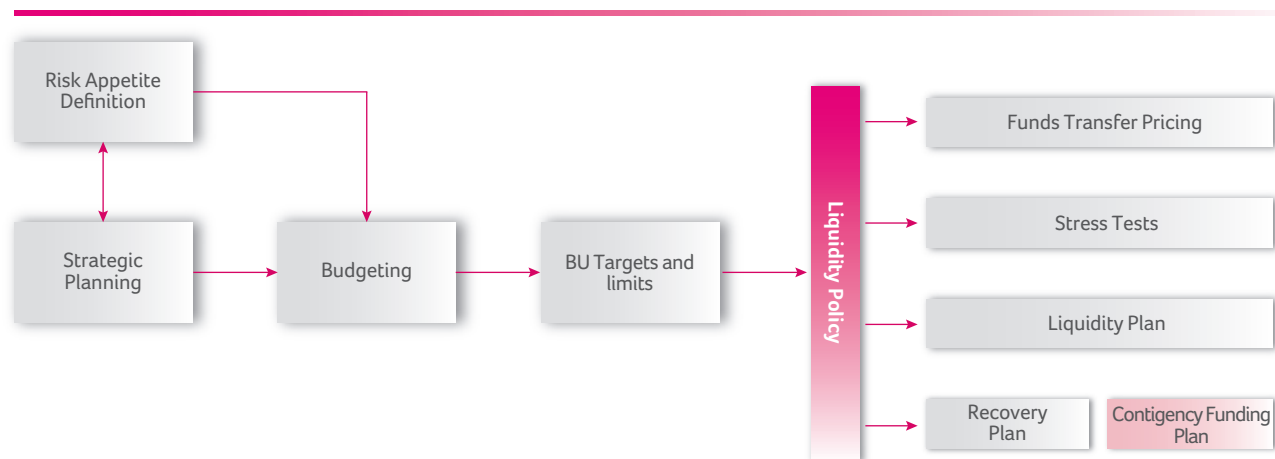 Risk Appetite
Definition
Strategic
Planning
Budgeting
BU Targets and
limits
Liquidity Policy
Funds Transfer Pricing
Stress Tests
Liquidity Plan
Recovery
Plan
Contigency Funding
Plan